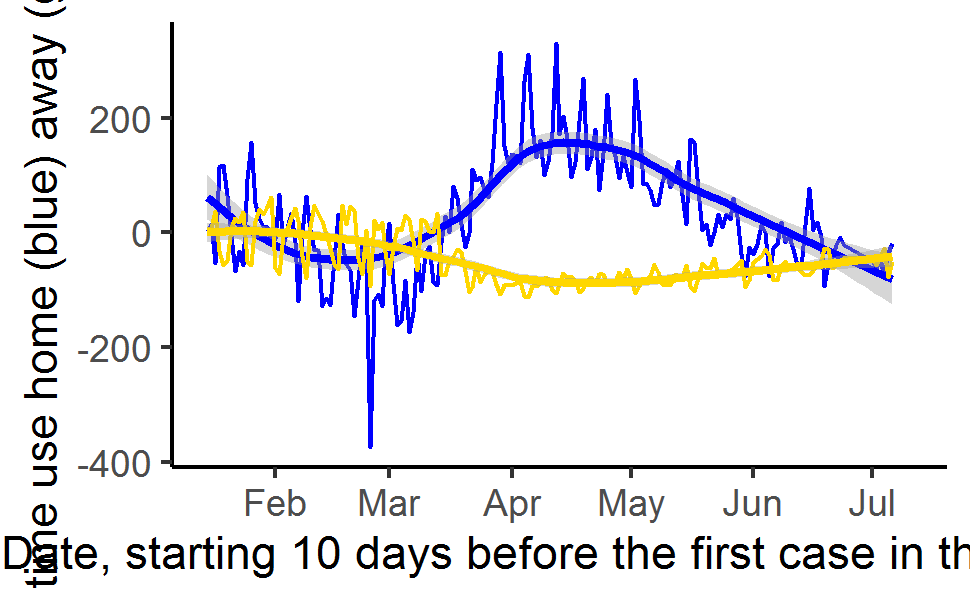 time use home (blue) away (g
200
0
-200
-400
Feb Mar Apr May Jun Jul
Date, starting 10 days before the first case in th